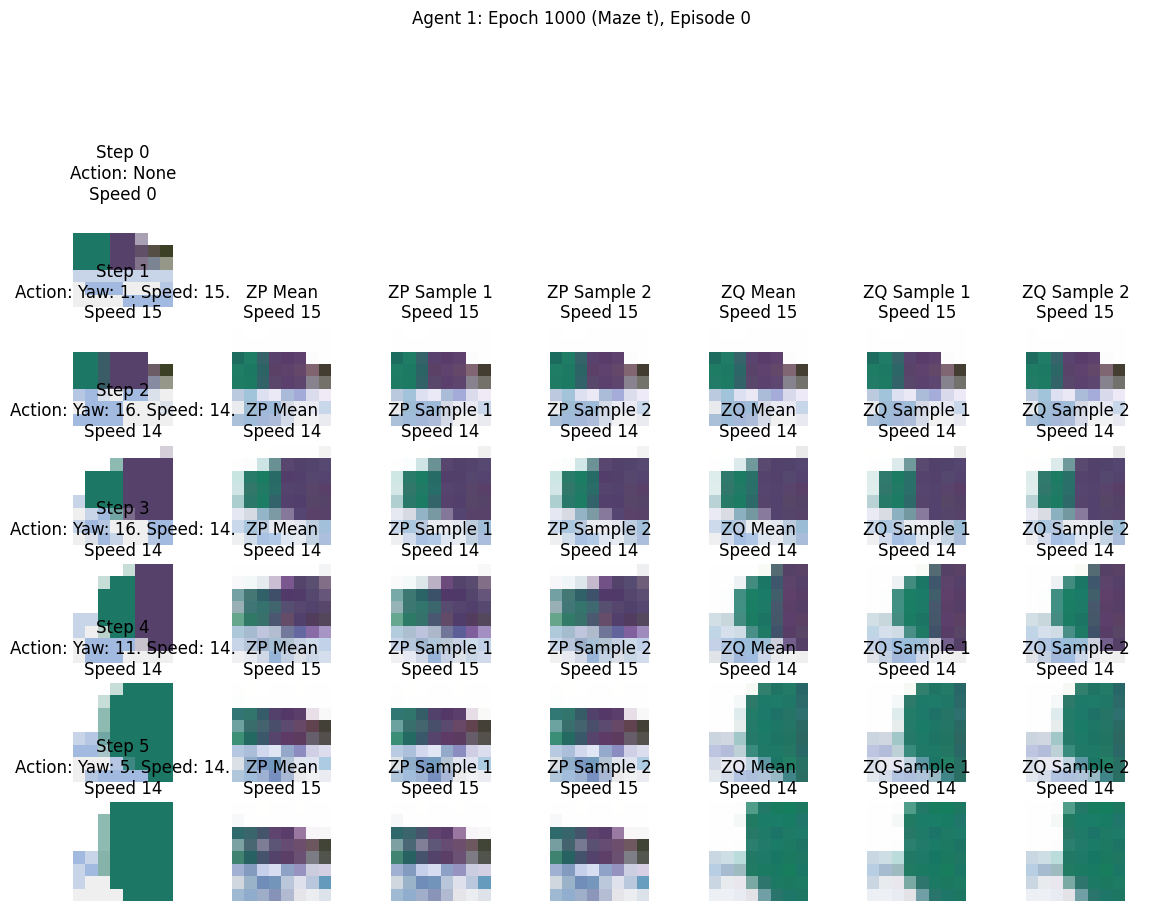 Agent 1: Epoch 1000 (Maze t), Episode 0
Step 0
Action: None
Speed 0
Step 1
Action: Yaw: 1. Speed: 15.
Speed 15
ZP Mean
Speed 15
ZP Sample 1
Speed 15
ZP Sample 2
Speed 15
ZQ Mean
Speed 15
ZQ Sample 1
Speed 15
ZQ Sample 2
Speed 15
Step 2
Action: Yaw: 16. Speed: 14.
Speed 14
ZP Mean
Speed 14
ZP Sample 1
Speed 14
ZP Sample 2
Speed 14
ZQ Mean
Speed 14
ZQ Sample 1
Speed 14
ZQ Sample 2
Speed 14
Step 3
Action: Yaw: 16. Speed: 14.
Speed 14
ZP Mean
Speed 14
ZP Sample 1
Speed 14
ZP Sample 2
Speed 14
ZQ Mean
Speed 14
ZQ Sample 1
Speed 14
ZQ Sample 2
Speed 14
Step 4
Action: Yaw: 11. Speed: 14.
Speed 14
ZP Mean
Speed 15
ZP Sample 1
Speed 15
ZP Sample 2
Speed 15
ZQ Mean
Speed 14
ZQ Sample 1
Speed 14
ZQ Sample 2
Speed 14
Step 5
Action: Yaw: 5. Speed: 14.
Speed 14
ZP Mean
Speed 15
ZP Sample 1
Speed 15
ZP Sample 2
Speed 15
ZQ Mean
Speed 14
ZQ Sample 1
Speed 14
ZQ Sample 2
Speed 14